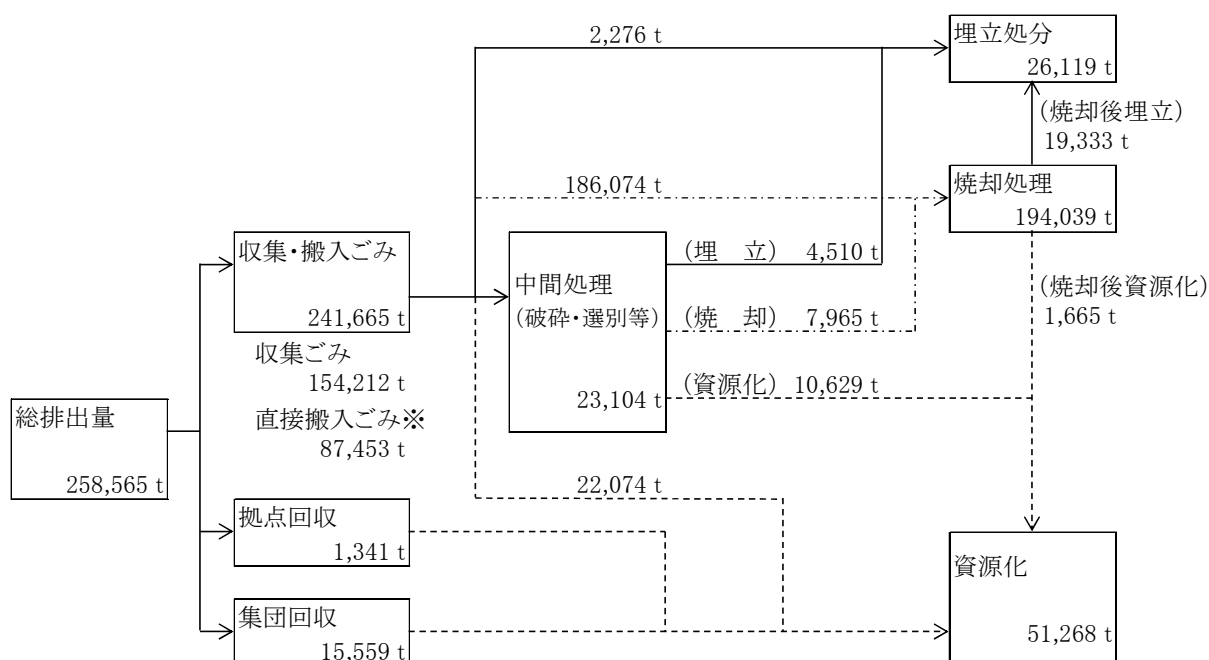 2,276 t
埋立処分
26,119 t
(焼却後埋立)
19,333 t
186,074 t
焼却処理
194,039 t
収集・搬入ごみ
241,665 t
収集ごみ
154,212 t
直接搬入ごみ※
87,453 t
中間処理
(破砕・選別等)
23,104 t
(埋　立)　4,510 t
(焼　却)　7,965 t
(資源化) 10,629 t
(焼却後資源化)
1,665 t
総排出量
258,565 t
22,074 t
拠点回収
1,341 t
集団回収
15,559 t
資源化
51,268 t